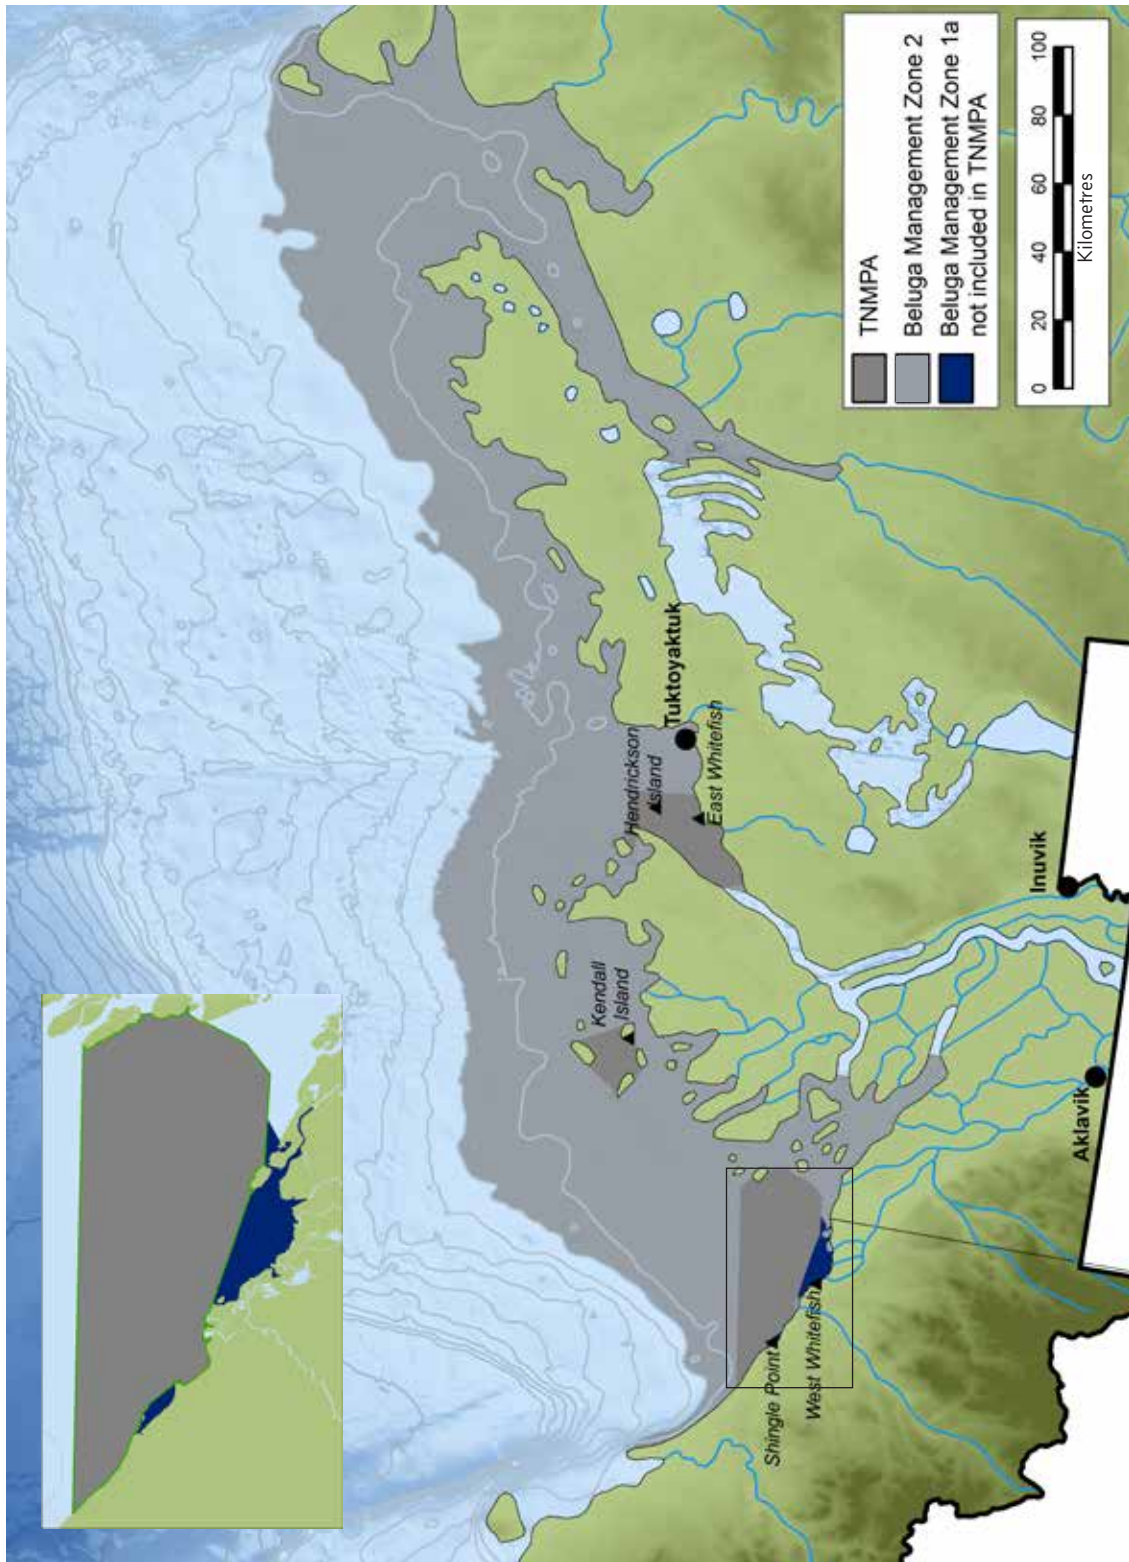 TNMPA
Beluga Management Zone 2
Beluga Management Zone 1a
not included in TNMPA
0 20 40 60 80 100
Kilometres
Shingle Point
West Whitefish
Kendall
Island
Hendrickson
Island
Tuktoyaktuk
East Whitefish
Aklavik
Inuvik